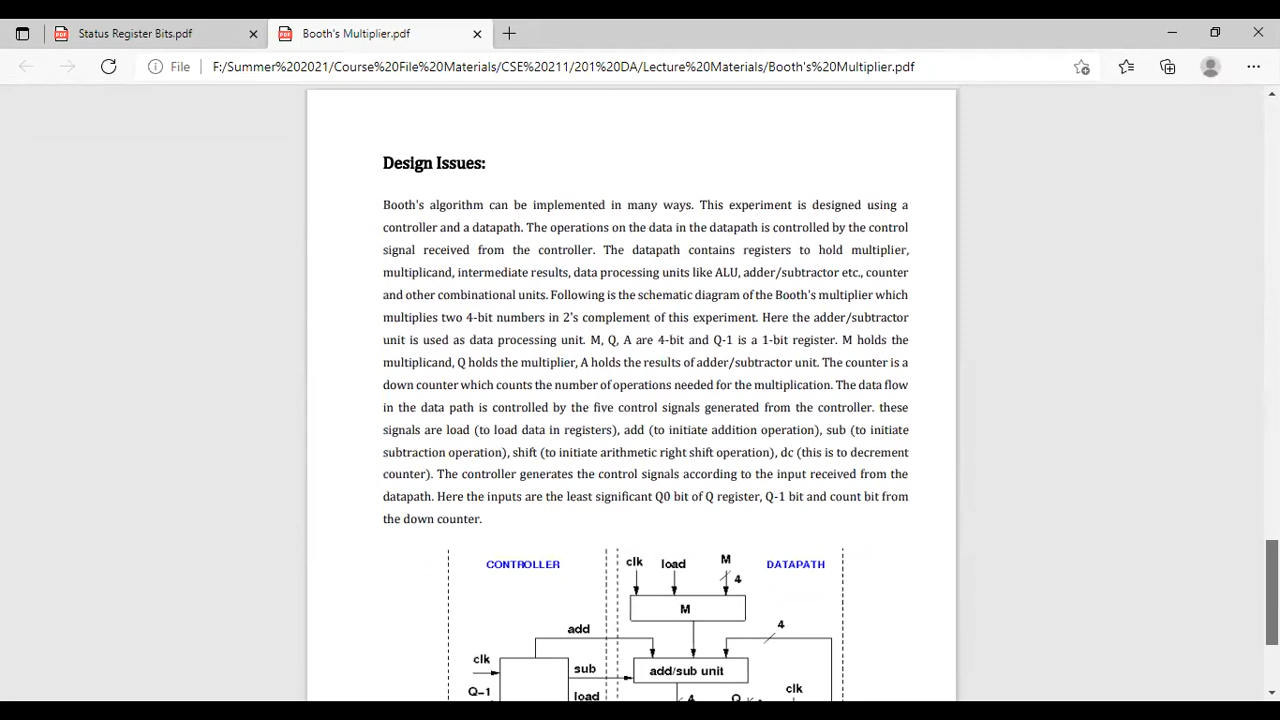 Status Register Bits.pdf
Booth's Multiplier.pdf
File
F:/Summer%202021/Course%20File%20Materials/CSE%20211/201%20DA/Lecture%20Materials/Booth's%20Multiplier.pdf
Design Issues:
Booth's algorithm can be implemented in many ways. This experiment is designed using a
controller and a datapath. The operations on the data in the datapath is controlled by the control
signal received from the controller. The datapath contains registers to hold multiplier,
multiplicand, intermediate results, data processing units like ALU, adder/subtractor etc., counter
and other combinational units. Following is the schematic diagram of the Booth's multiplier which
multiplies two 4-bit numbers in 2's complement of this experiment. Here the adder/subtractor
unit is used as data processing unit. M, Q, A are 4-bit and Q-1 is a 1-bit register. M holds the
multiplicand, Q holds the multiplier, A holds the results of adder/subtractor unit. The counter is a
down counter which counts the number of operations needed for the multiplication. The data flow
in the data path is controlled by the five control signals generated from the controller. these
signals are load (to load data in registers), add (to initiate addition operation), sub (to initiate
subtraction operation), shift (to initiate arithmetic right shift operation), dc (this is to decrement
counter). The controller generates the control signals according to the input received from the
datapath. Here the inputs are the least significant Q0 bit of Q register, Q-1 bit and count bit from
the down counter.
CONTROLLER
clk load M DATAPATH
4
M
add 4
clk
sub add/sub unit
Q-1 load 4 Q clk